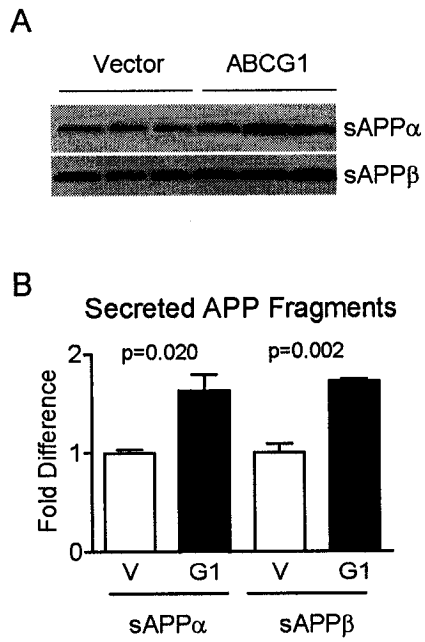 A
Vector ABCG1
sAPPα
sAPPβ
B
Secreted APP Fragments
p=0.020 p=0.002
2
1
0
Fold Difference
V G1 V G1
sAPPα sAPPβ